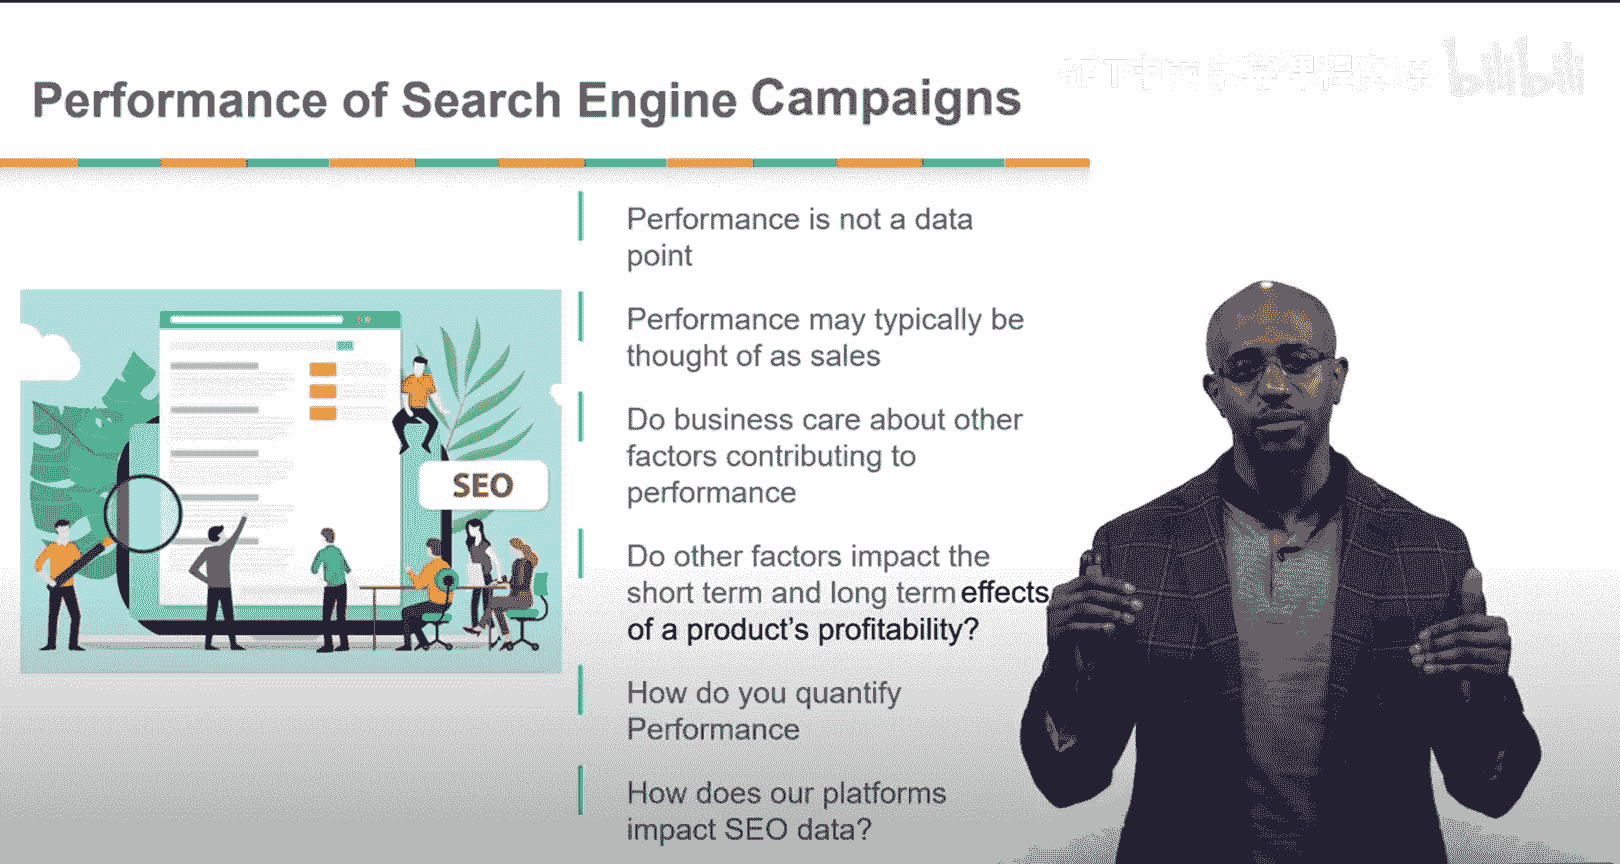 Performance of Search Engine Campaigns
bilibili
Performance is not a data
point
Performance may typically be
thought of as sales
Do business care about other
factors contributing to
performance
Do other factors impact the
short term and long term effects
of a product's profitability?
SEO
How do you quantify
Performance
How does our platforms
impact SEO data?